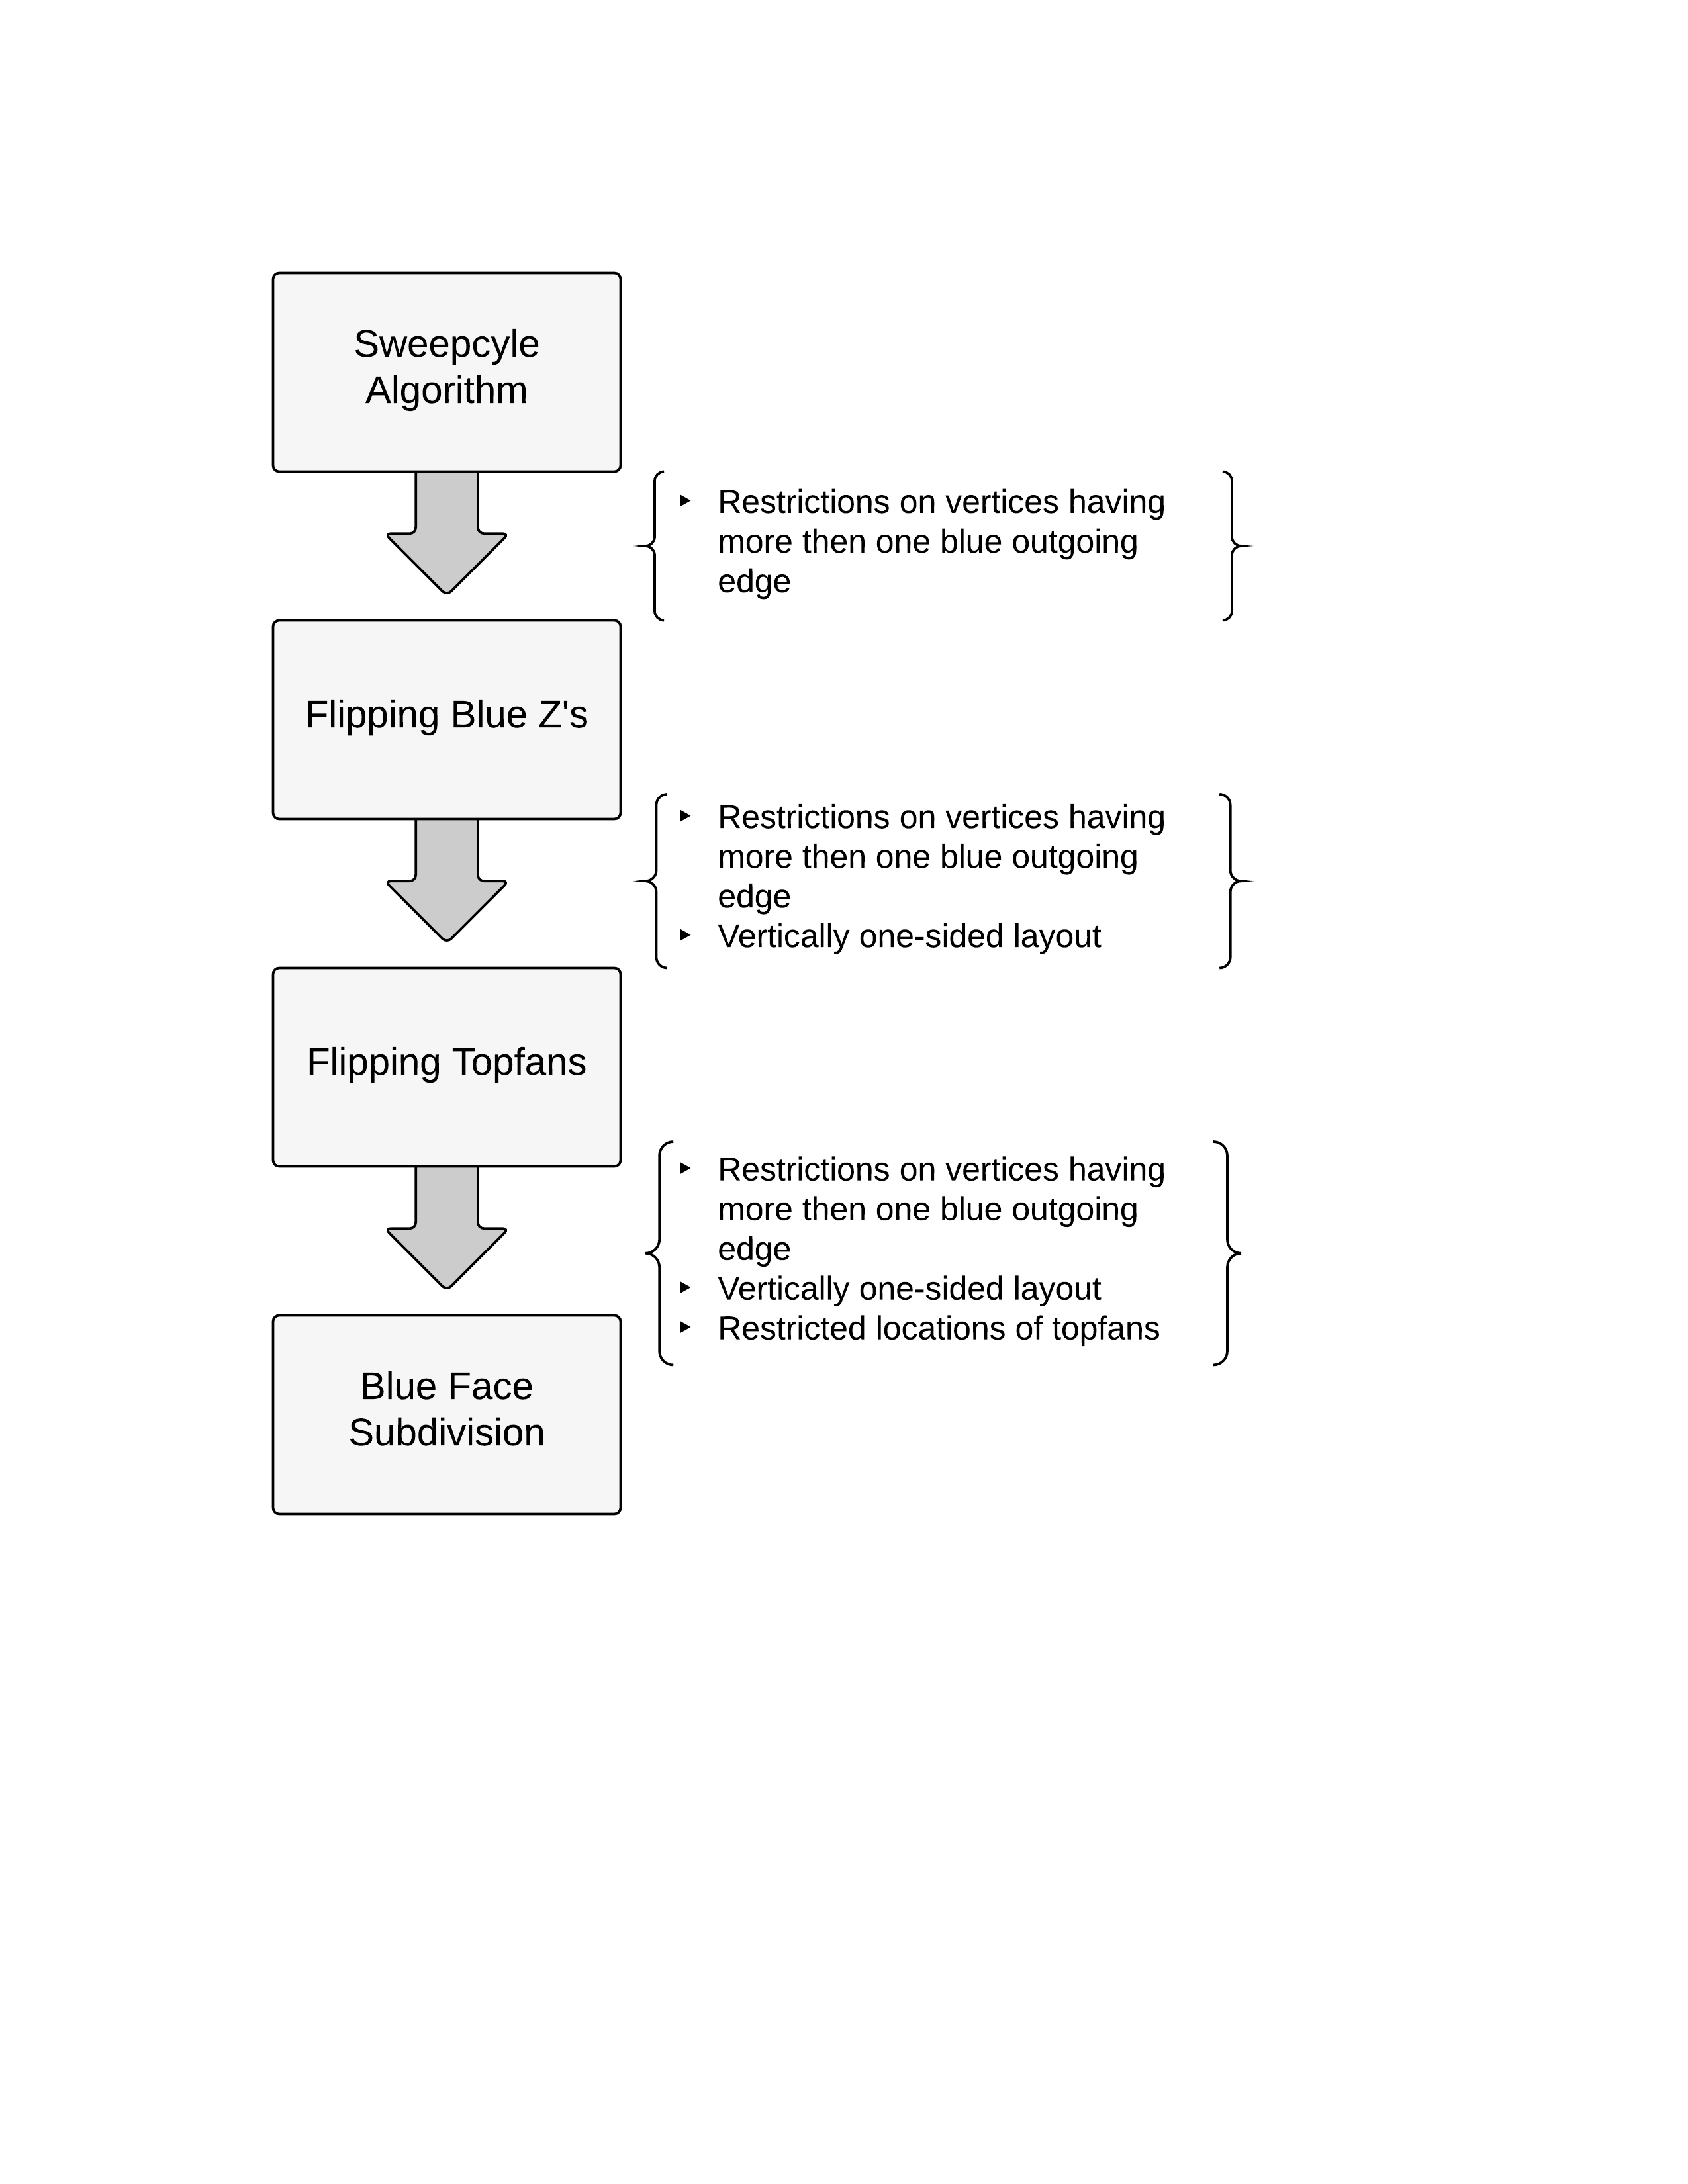 Sweepcyle
Algorithm
Restrictions on vertices having
more then one blue outgoing
edge
Flipping Blue Z's
Restrictions on vertices having
more then one blue outgoing
edge
Vertically one-sided layout
Flipping Topfans
Restrictions on vertices having
more then one blue outgoing
edge
Vertically one-sided layout
Restricted locations of topfans
Blue Face
Subdivision